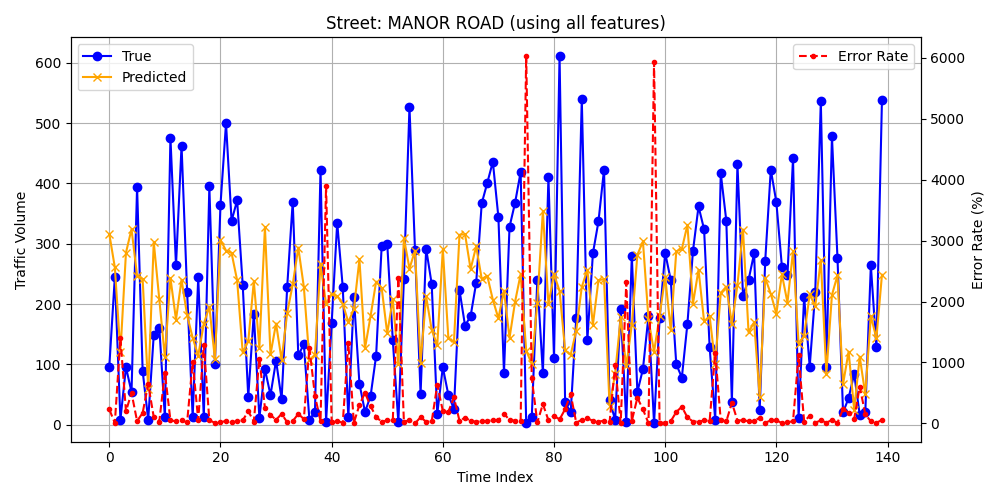 Street: MANOR ROAD (using all features)
True
Predicted
Error Rate
Traffic Volume
600
500
400
300
200
100
0
6000
5000
4000
3000
2000
1000
0
Error Rate (%)
0 20 40 60 80 100 120 140
Time Index